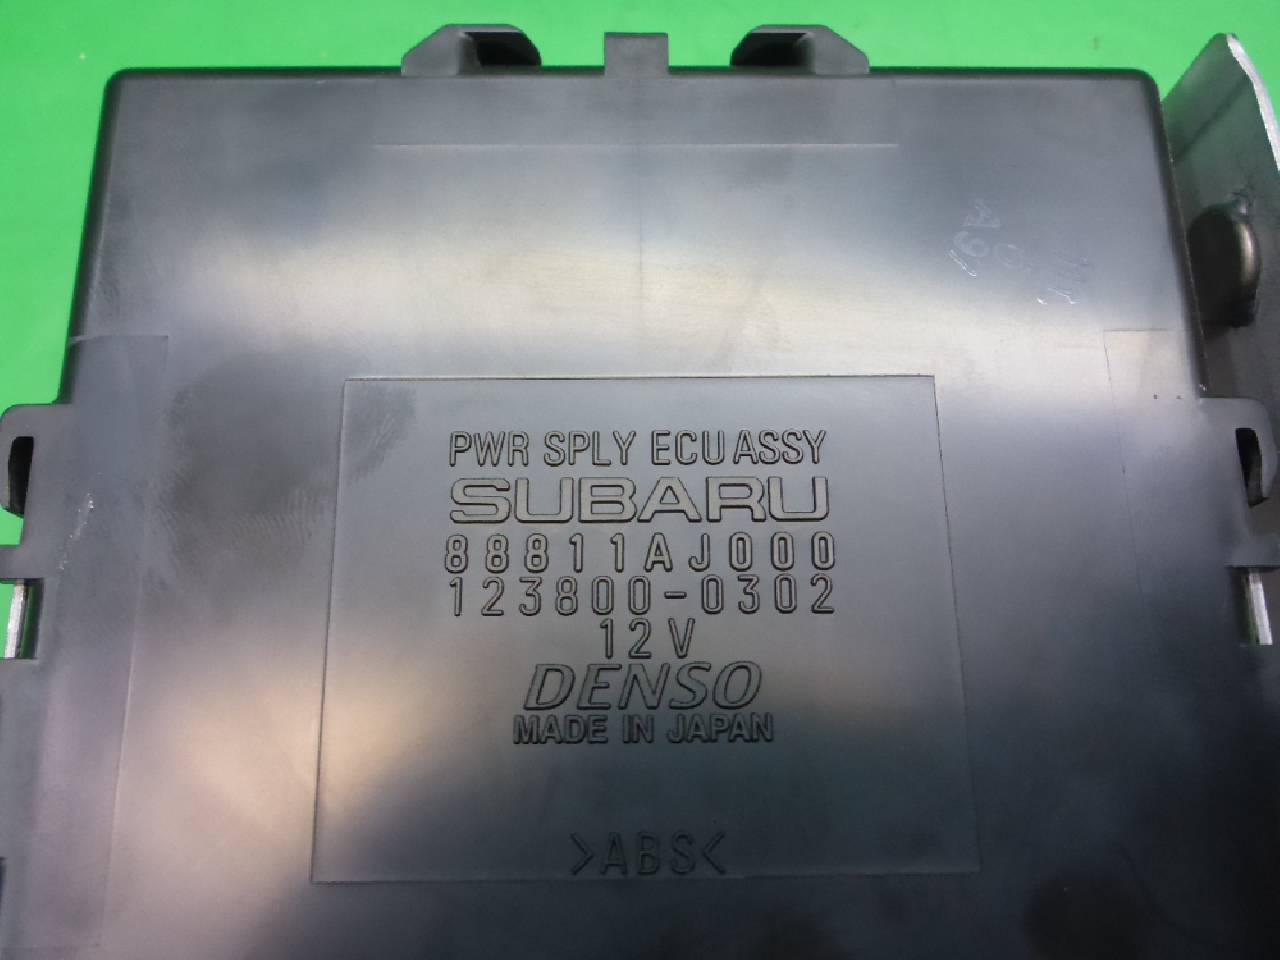 PWR SPLY ECU ASSY
SUBARU
88811AJ000
123800-0302
12V
DENSO
MADE IN JAPAN
>ABS<